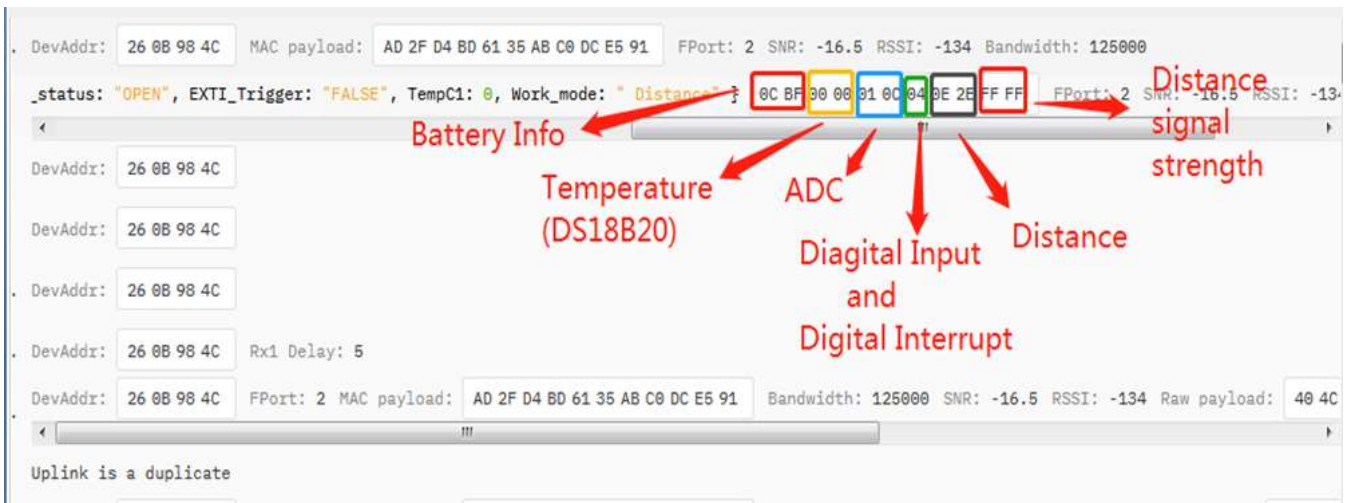 . DevAddr: 26 0B 98 4C MAC payload: AD 2F D4 BD 61 35 AB C0 DC E5 91 FPort: 2 SNR: -16.5 RSSI: -134 Bandwidth: 125000
_status: "OPEN", EXTI_Trigger: "FALSE", TempC1: 0, Work_mode: " Distance" } 0C BF 00 00 01 0C 04 0E 2E FF FF FPort: 2 SNR: -16.5 RSSI: -134
Distance
signal
strength
Battery Info
Temperature
(DS18B20)
ADC
Diagital Input
and
Digital Interrupt
Distance
DevAddr: 26 0B 98 4C
DevAddr: 26 0B 98 4C
. DevAddr: 26 0B 98 4C
. DevAddr: 26 0B 98 4C Rx1 Delay: 5
. DevAddr: 26 0B 98 4C FPort: 2 MAC payload: AD 2F D4 BD 61 35 AB C0 DC E5 91 Bandwidth: 125000 SNR: -16.5 RSSI: -134 Raw payload: 40 4C
Uplink is a duplicate